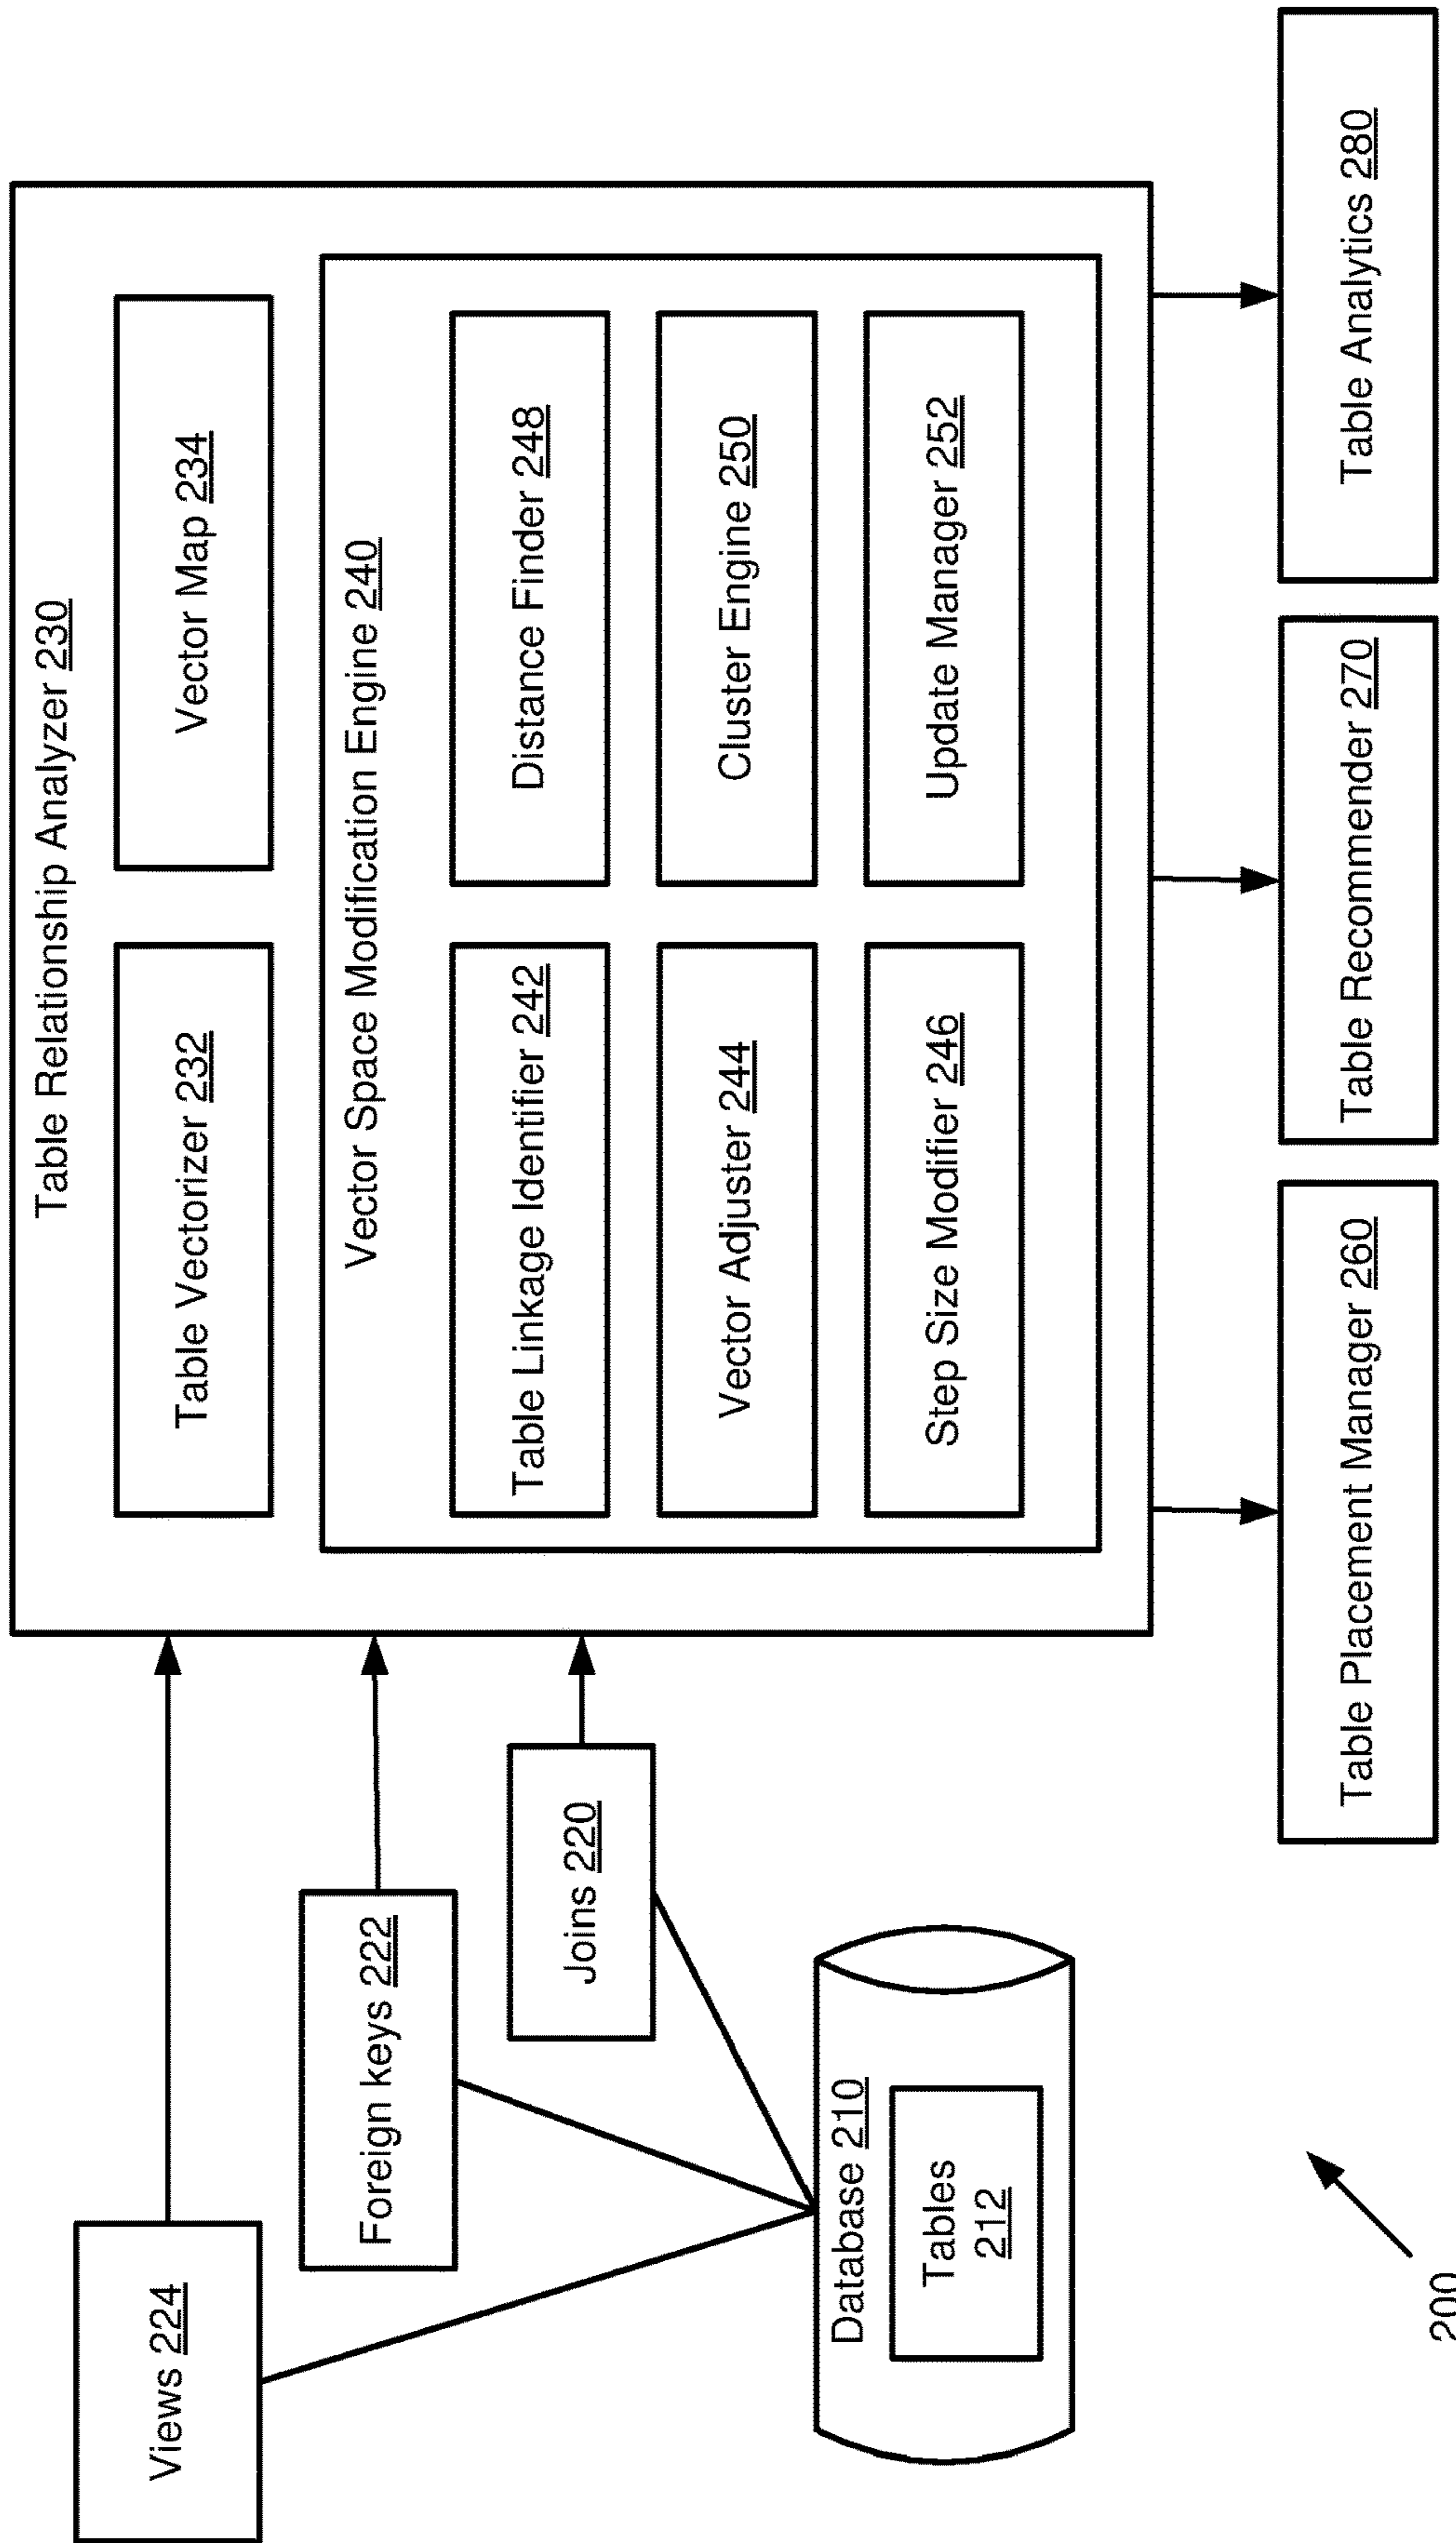 Views 224
Foreign keys 222
Joins 220
Database 210
Tables
212
Table Relationship Analyzer 230
Table Vectorizer 232
Vector Map 234
Vector Space Modification Engine 240
Table Linkage Identifier 242
Distance Finder 248
Vector Adjuster 244
Cluster Engine 250
Step Size Modifier 246
Update Manager 252
Table Placement Manager 260
Table Recommender 270
Table Analytics 280
200